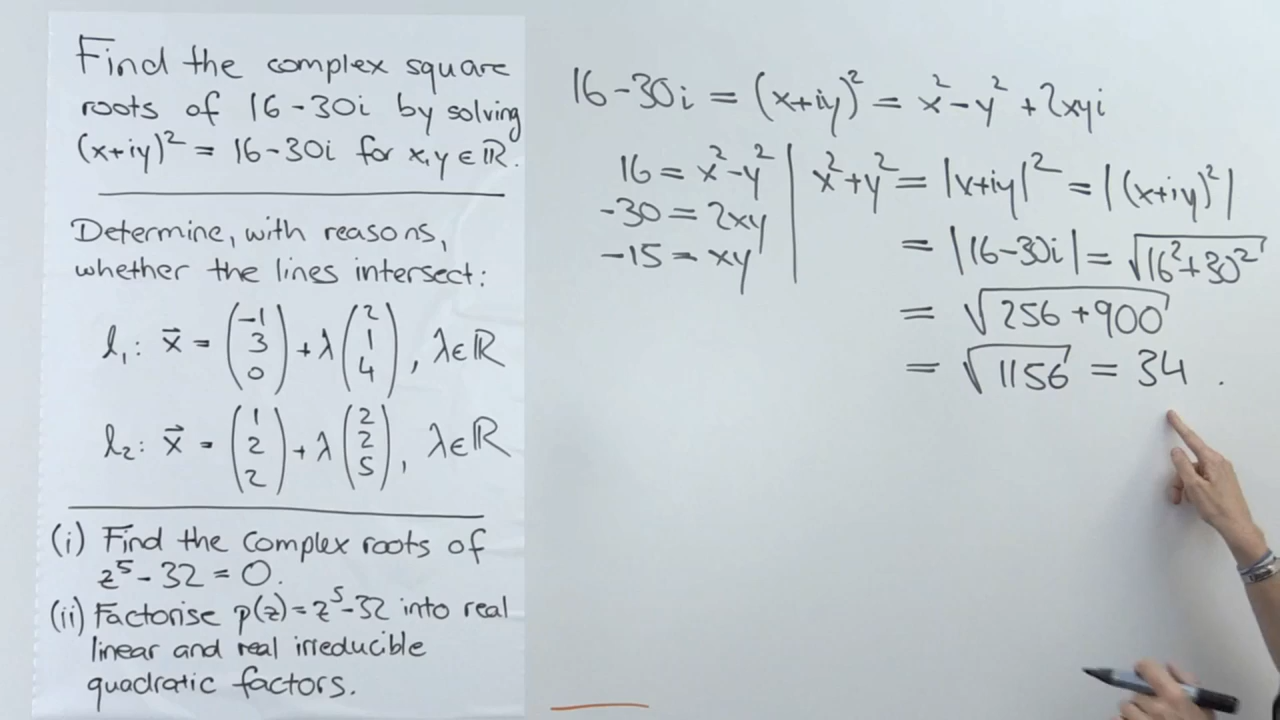 Find the complex square
roots of 16-30i by solving
(x+iy)² = 16-30i for x,y ∈ ℝ.
Determine, with reasons,
whether the lines intersect:
l₁: x⃗ = (-1 3 0) + λ (2 1 4), λ∈ℝ
l₂: x⃗ = (1 2 2) + λ (2 2 5), λ∈ℝ
(i) Find the complex roots of
z⁵ - 32 = 0.
(ii) Factorise p(z) = z⁵-32 into real
linear and real irreducible
quadratic factors.
16-30i = (x+iy)² = x² - y² + 2xyi
16 = x² - y²
-30 = 2xy
-15 = xy
x² + y² = |x+iy|² = |(x+iy)²|
= |16-30i| = √16²+30²
= √256+900
= √1156 = 34 .